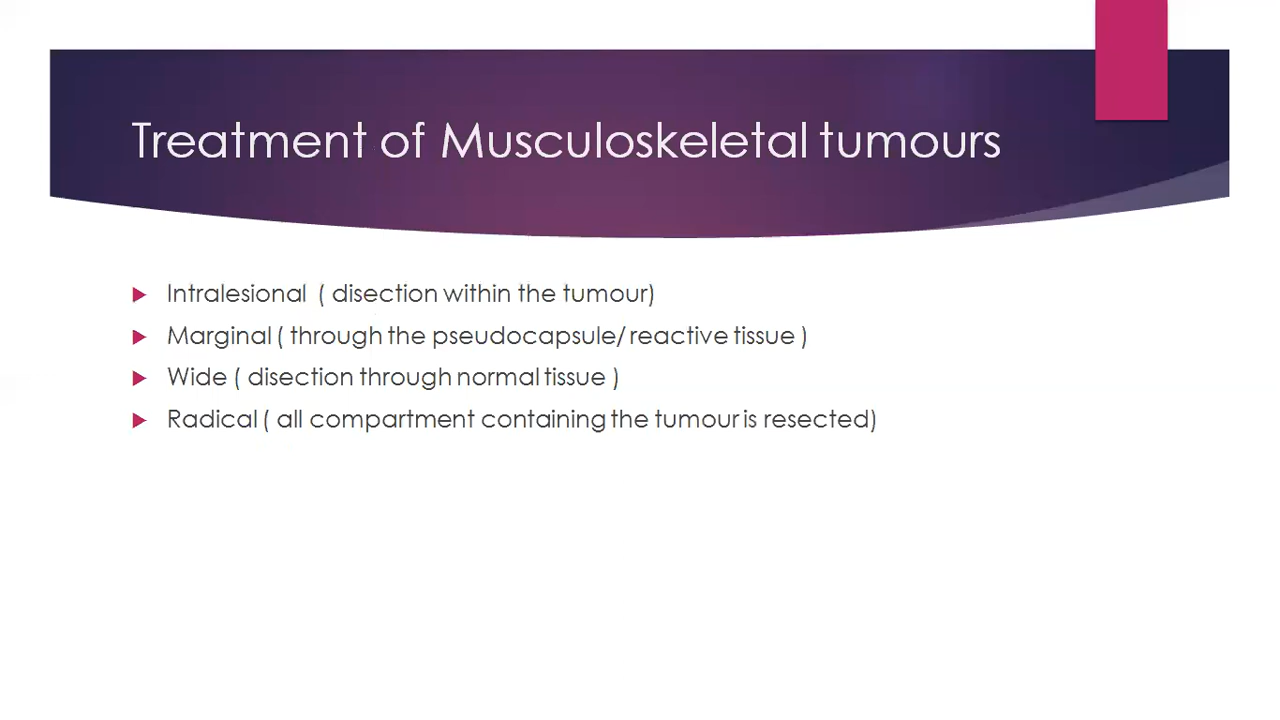 Treatment of Musculoskeletal tumours
Intralesional ( disection within the tumour)
Marginal ( through the pseudocapsule/ reactive tissue )
Wide ( disection through normal tissue )
Radical ( all compartment containing the tumour is resected)